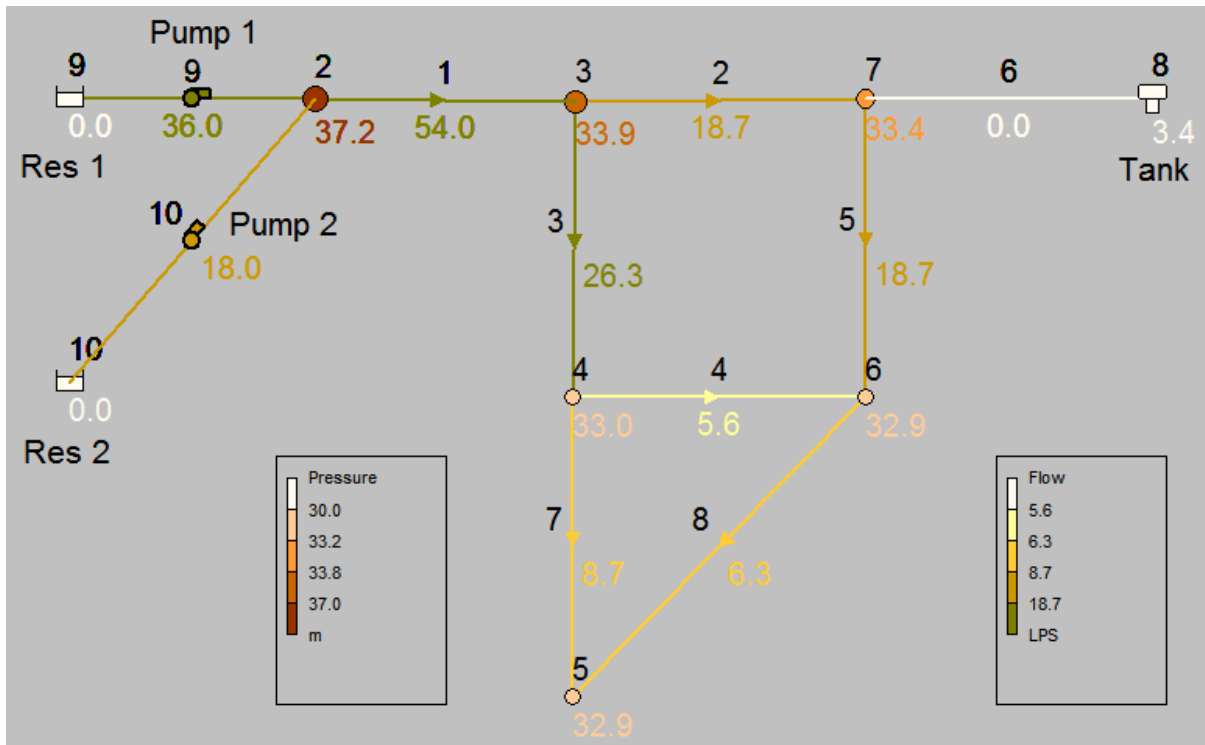 Pump 1
9 9 2 1 3 2 7 6 8
0.0 36.0 37.2 54.0 33.9 18.7 33.4 0.0 3.4
Res 1 Tank
10 Pump 2 3 5
18.0 26.3 18.7
10 4 4 6
0.0 33.0 5.6 32.9
Res 2
Pressure
30.0
33.2
33.8
37.0
m
7 8
8.7 6.3
5
32.9
Flow
5.6
6.3
8.7
18.7
LPS